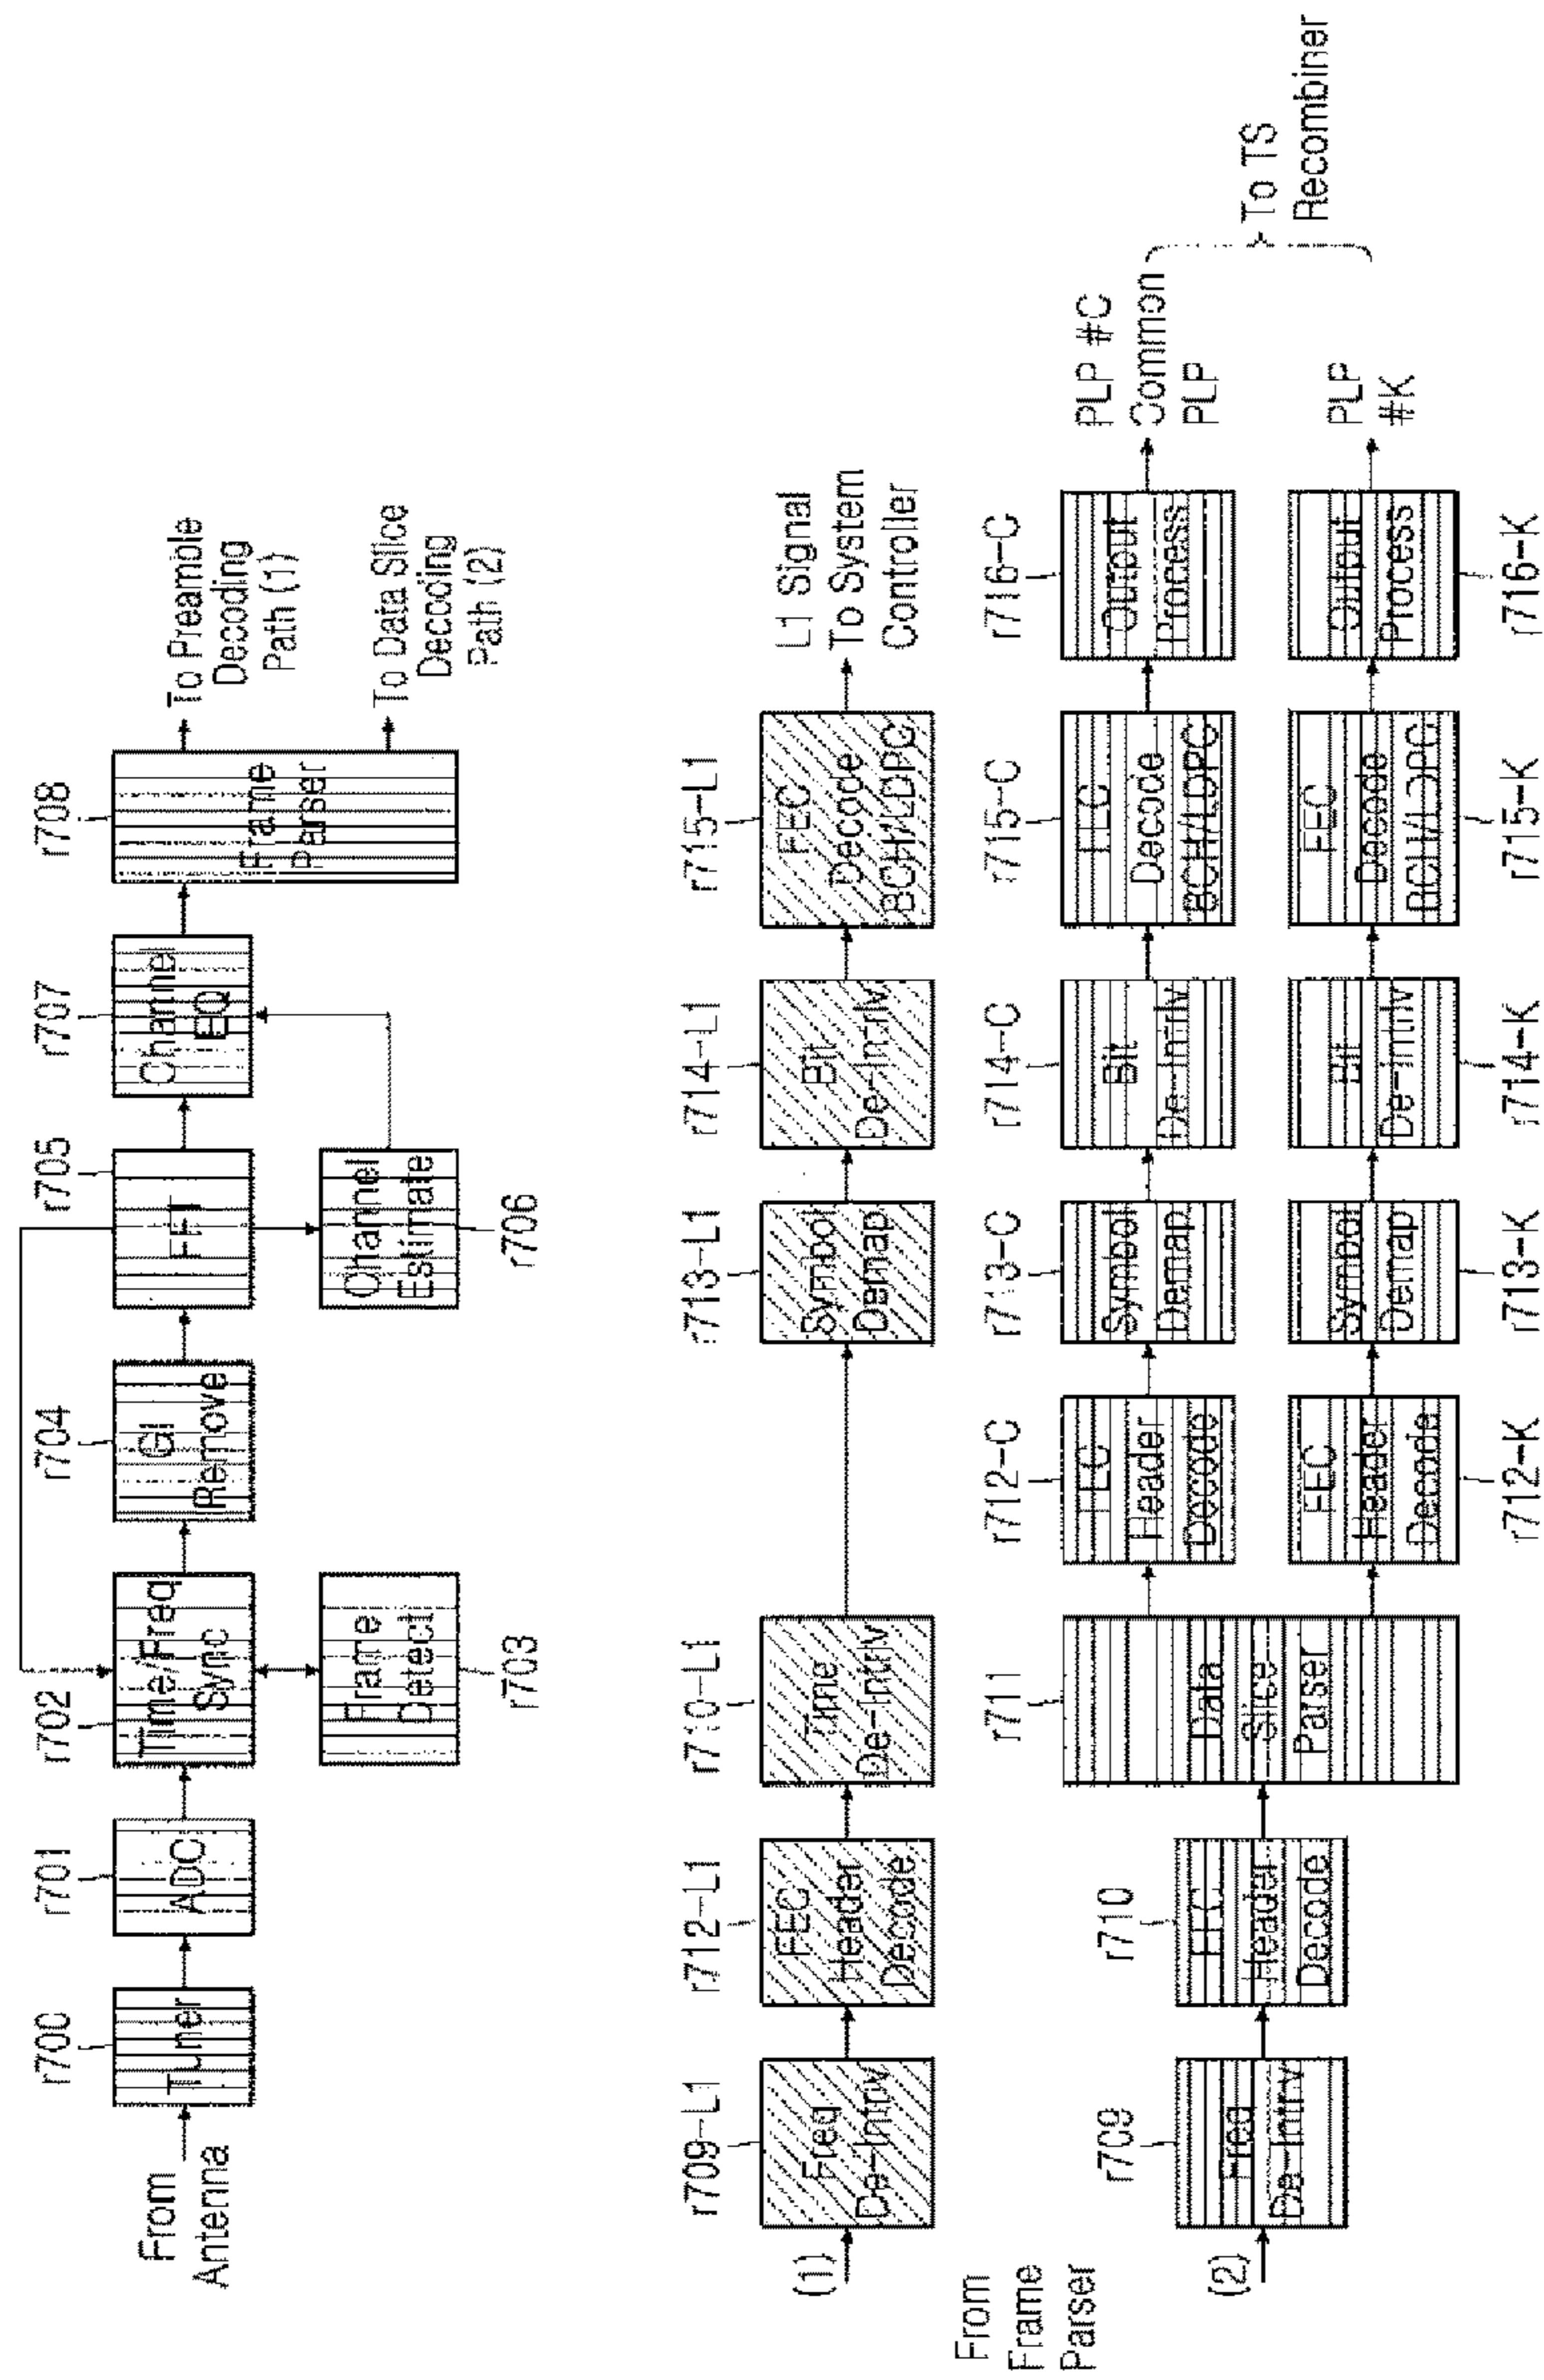 r700
r701
r702
r704
r705
r707
r708
From
Antenna
Tuner
ADC
Time/Freq
Sync
GI
Remove
FFT
Channel
EQ
Frame
Parser
To Preamble
Decoding
Path (1)
To Data Slice
Decoding
Path (2)
Frame
Detect
r703
Channel
Estimate
r706
r709-L1
r712-L1
r710-L1
r713-L1
r714-L1
r715-L1
(1)
Freq
De-Intrlv
FEC
Header
Decode
Time
De-Intrlv
Symbol
Demap
Bit
De-Intrlv
FEC
Decode
BCH/LDPC
L1 Signal
To System
Controller
From
Frame
Parser
r709
r710
r711
r712-C
r713-C
r714-C
r715-C
r716-C
(2)
Freq
De-Intrlv
FEC
Header
Decode
Data
Slice
Parser
FEC
Header
Decode
Symbol
Demap
Bit
De-Intrlv
FEC
Decode
BCH/LDPC
Output
Process
PLP #C
Common
PLP
FEC
Header
Decode
Symbol
Demap
Bit
De-intrlv
FEC
Decode
BCH/LDPC
Output
Process
PLP
#K
To TS
Recombiner
r712-K
r713-K
r714-K
r715-K
r716-K